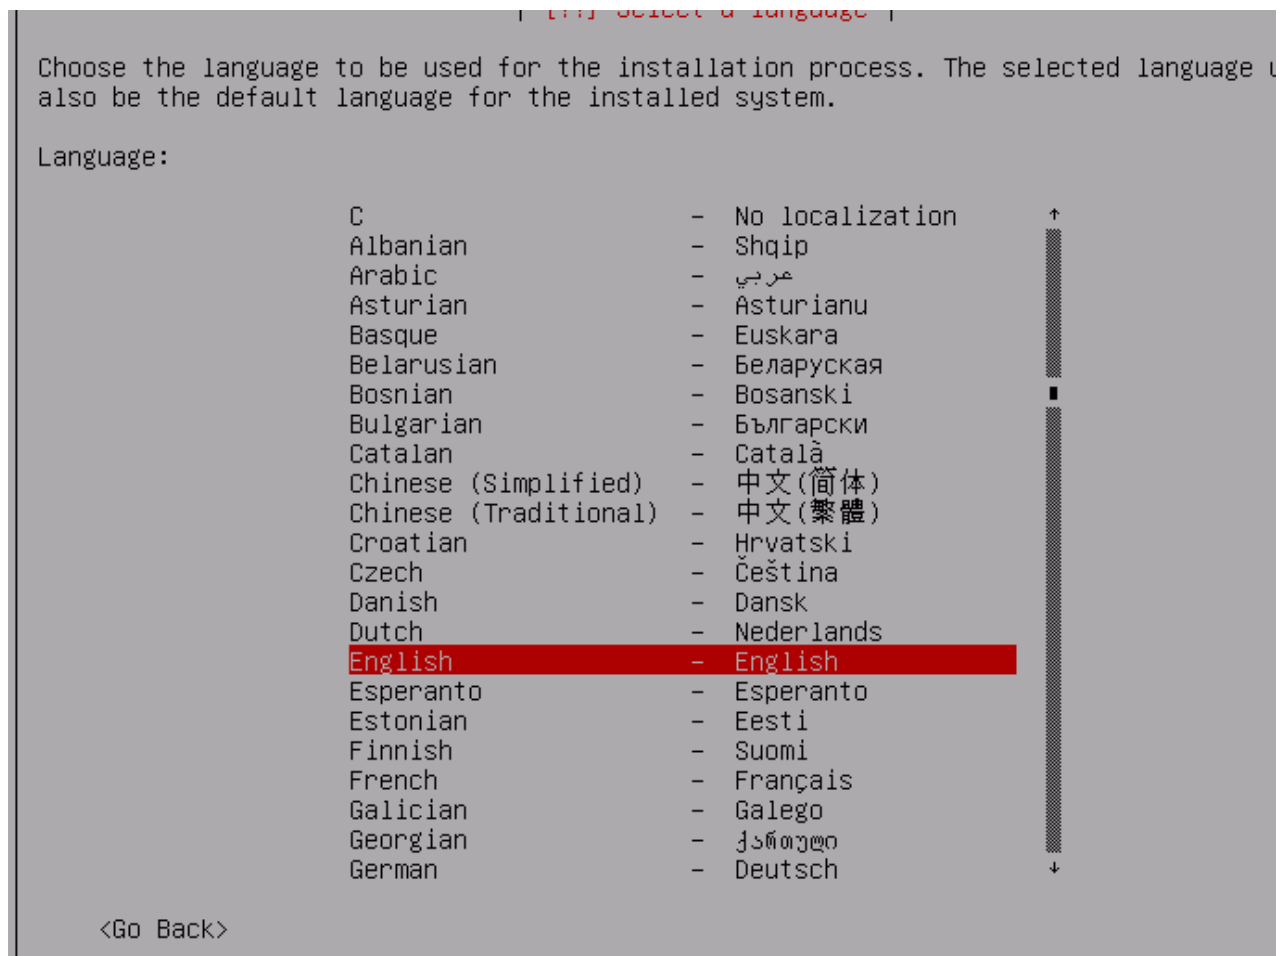 [!!] Select a language
Choose the language to be used for the installation process. The selected language
also be the default language for the installed system.
Language:
C - No localization
Albanian - Shqip
Arabic - عربي
Asturian - Asturianu
Basque - Euskara
Belarusian - Беларуская
Bosnian - Bosanski
Bulgarian - Български
Catalan - Català
Chinese (Simplified) - 中文(简体)
Chinese (Traditional) - 中文(繁體)
Croatian - Hrvatski
Czech - Čeština
Danish - Dansk
Dutch - Nederlands
English - English
Esperanto - Esperanto
Estonian - Eesti
Finnish - Suomi
French - Français
Galician - Galego
Georgian - ქართული
German - Deutsch
<Go Back>